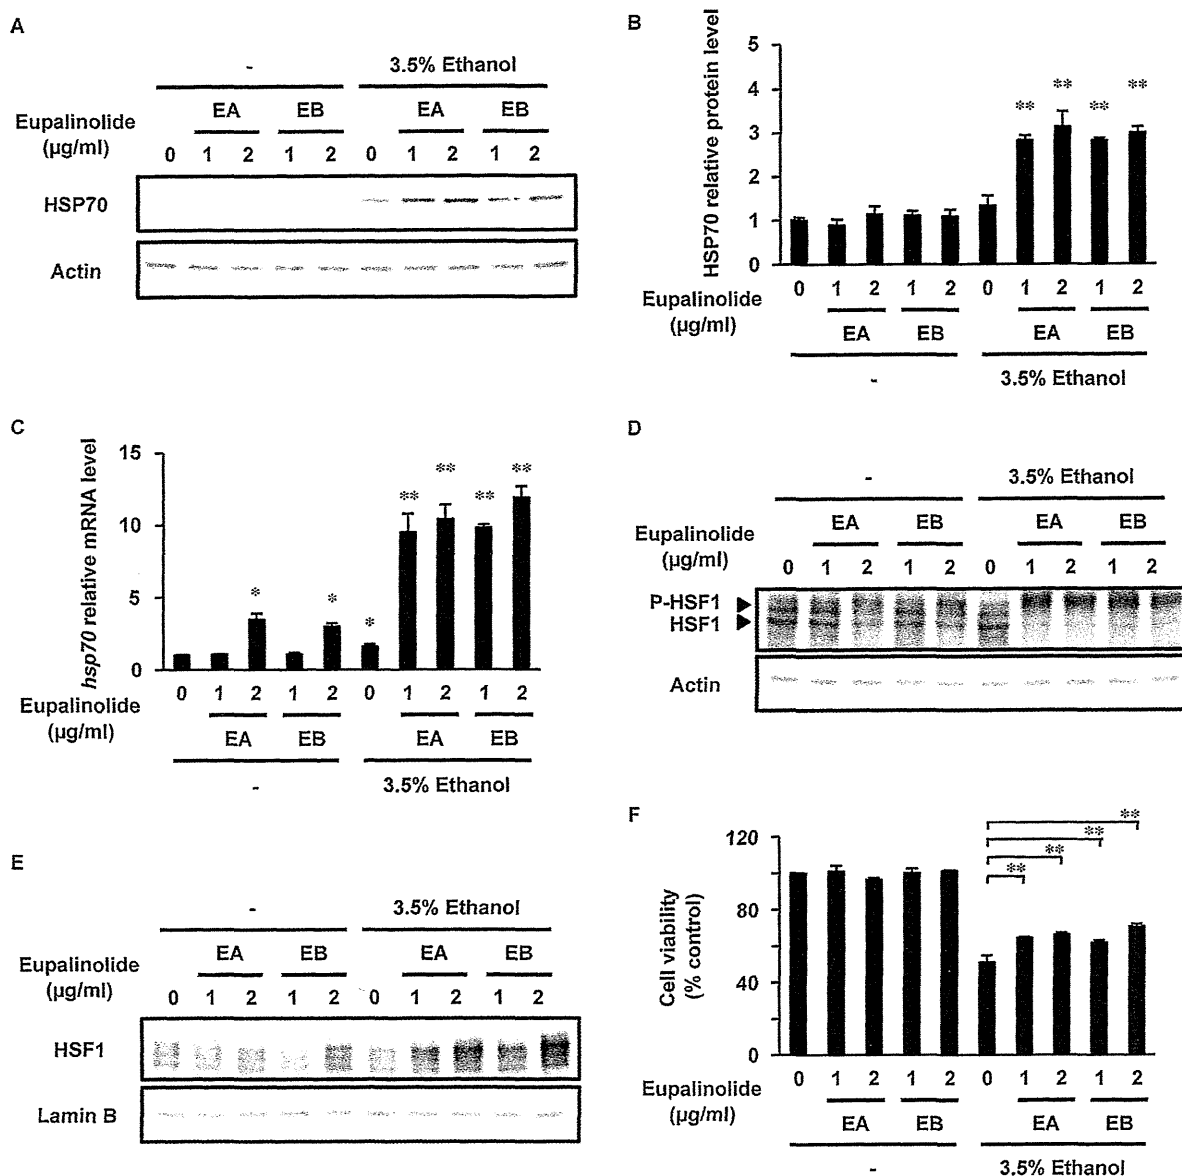 A
- 3.5% Ethanol
EA EB EA EB
Eupalinolide
(µg/ml)
0 1 2 1 2 0 1 2 1 2
HSP70
Actin
B
HSP70 relative protein level
5
4
3
2
1
0
** ** ** **
Eupalinolide
(µg/ml)
0 1 2 1 2 0 1 2 1 2
EA EB EA EB
- 3.5% Ethanol
C
hsp70 relative mRNA level
15
10
5
0
* * * ** ** ** **
Eupalinolide
(µg/ml)
0 1 2 1 2 0 1 2 1 2
EA EB EA EB
- 3.5% Ethanol
D
- 3.5% Ethanol
EA EB EA EB
Eupalinolide
(µg/ml)
0 1 2 1 2 0 1 2 1 2
P-HSF1
HSF1
Actin
E
- 3.5% Ethanol
EA EB EA EB
Eupalinolide
(µg/ml)
0 1 2 1 2 0 1 2 1 2
HSF1
Lamin B
F
Cell viability
(% control)
120
80
40
0
** ** ** **
Eupalinolide
(µg/ml)
0 1 2 1 2 0 1 2 1 2
EA EB EA EB
- 3.5% Ethanol